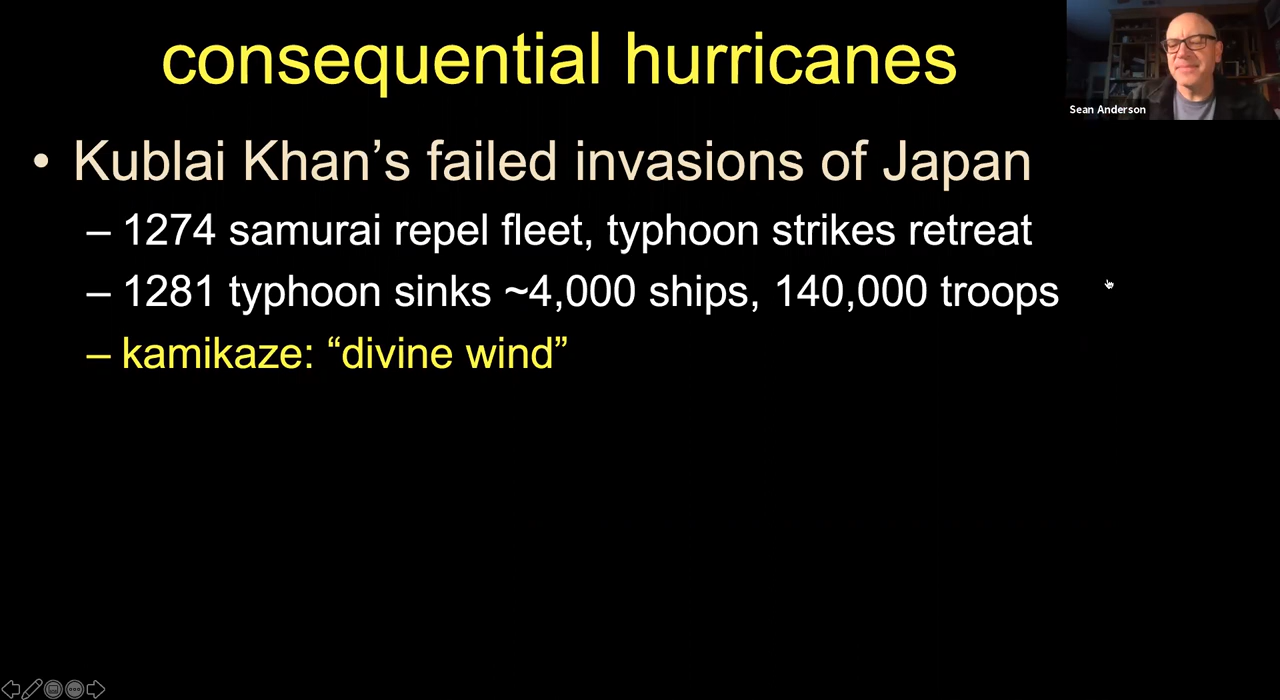 consequential hurricanes
Sean Anderson
• Kublai Khan’s failed invasions of Japan
– 1274 samurai repel fleet, typhoon strikes retreat
– 1281 typhoon sinks ~4,000 ships, 140,000 troops
– kamikaze: “divine wind”